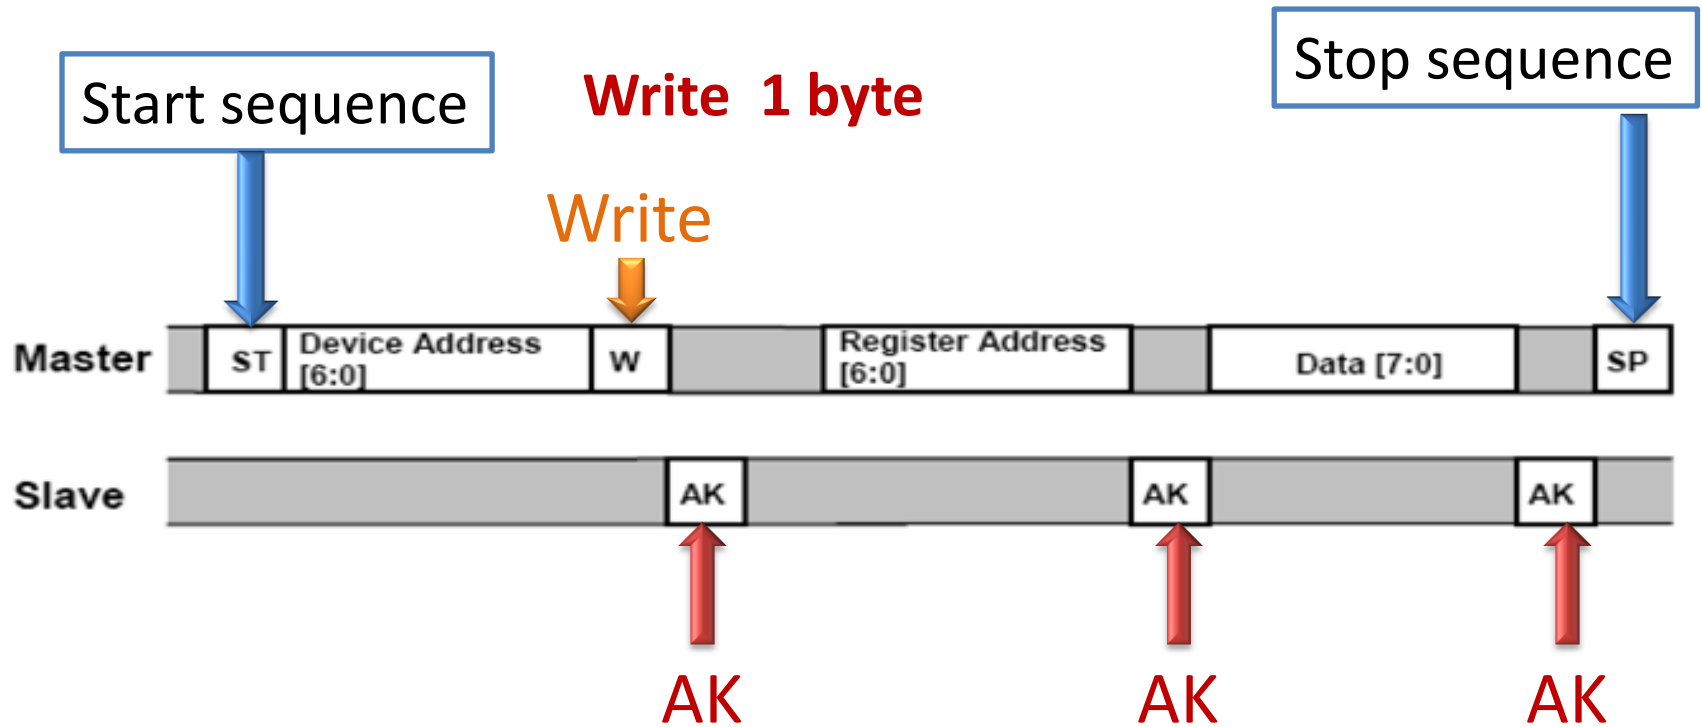 Start sequence
Write 1 byte
Stop sequence
Write
Master
ST
Device Address
[6:0]
W
Register Address
[6:0]
Data [7:0]
SP
Slave
AK
AK
AK
AK
AK
AK